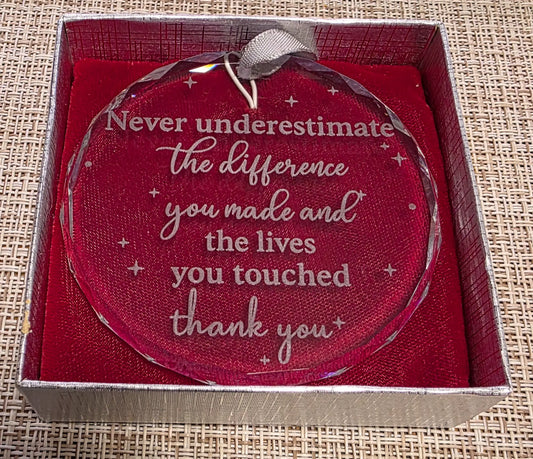 Never underestimate
the difference
you made and
the lives
you touched
thank you